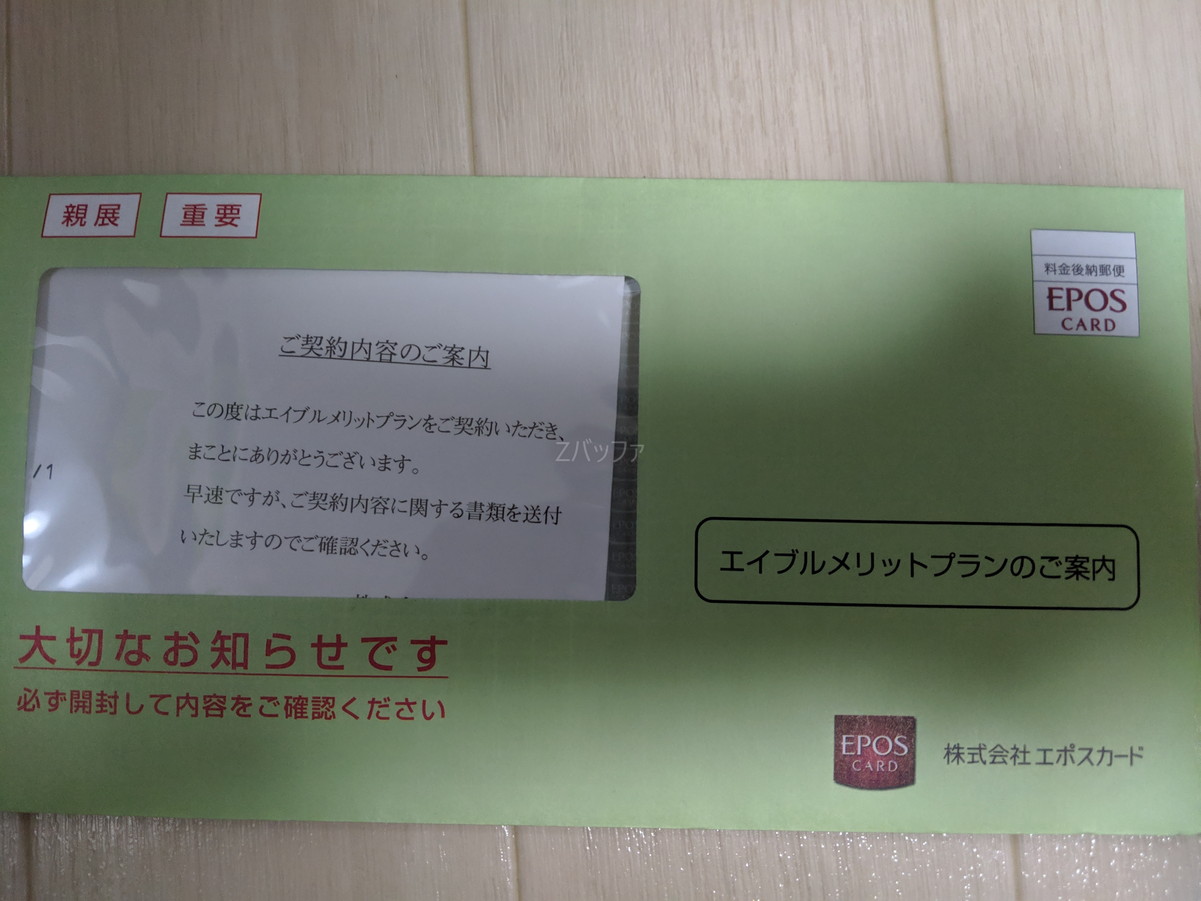 親展 重要
料金後納郵便
EPOS
CARD
ご契約内容のご案内
この度はエイブルメリットプランをご契約いただき、
まことにありがとうございます。
早速ですが、ご契約内容に関する書類を送付
いたしますのでご確認ください。
/1
Zバッファ
エイブルメリットプランのご案内
大切なお知らせです
必ず開封して内容をご確認ください
EPOS
CARD
株式会社エポスカード